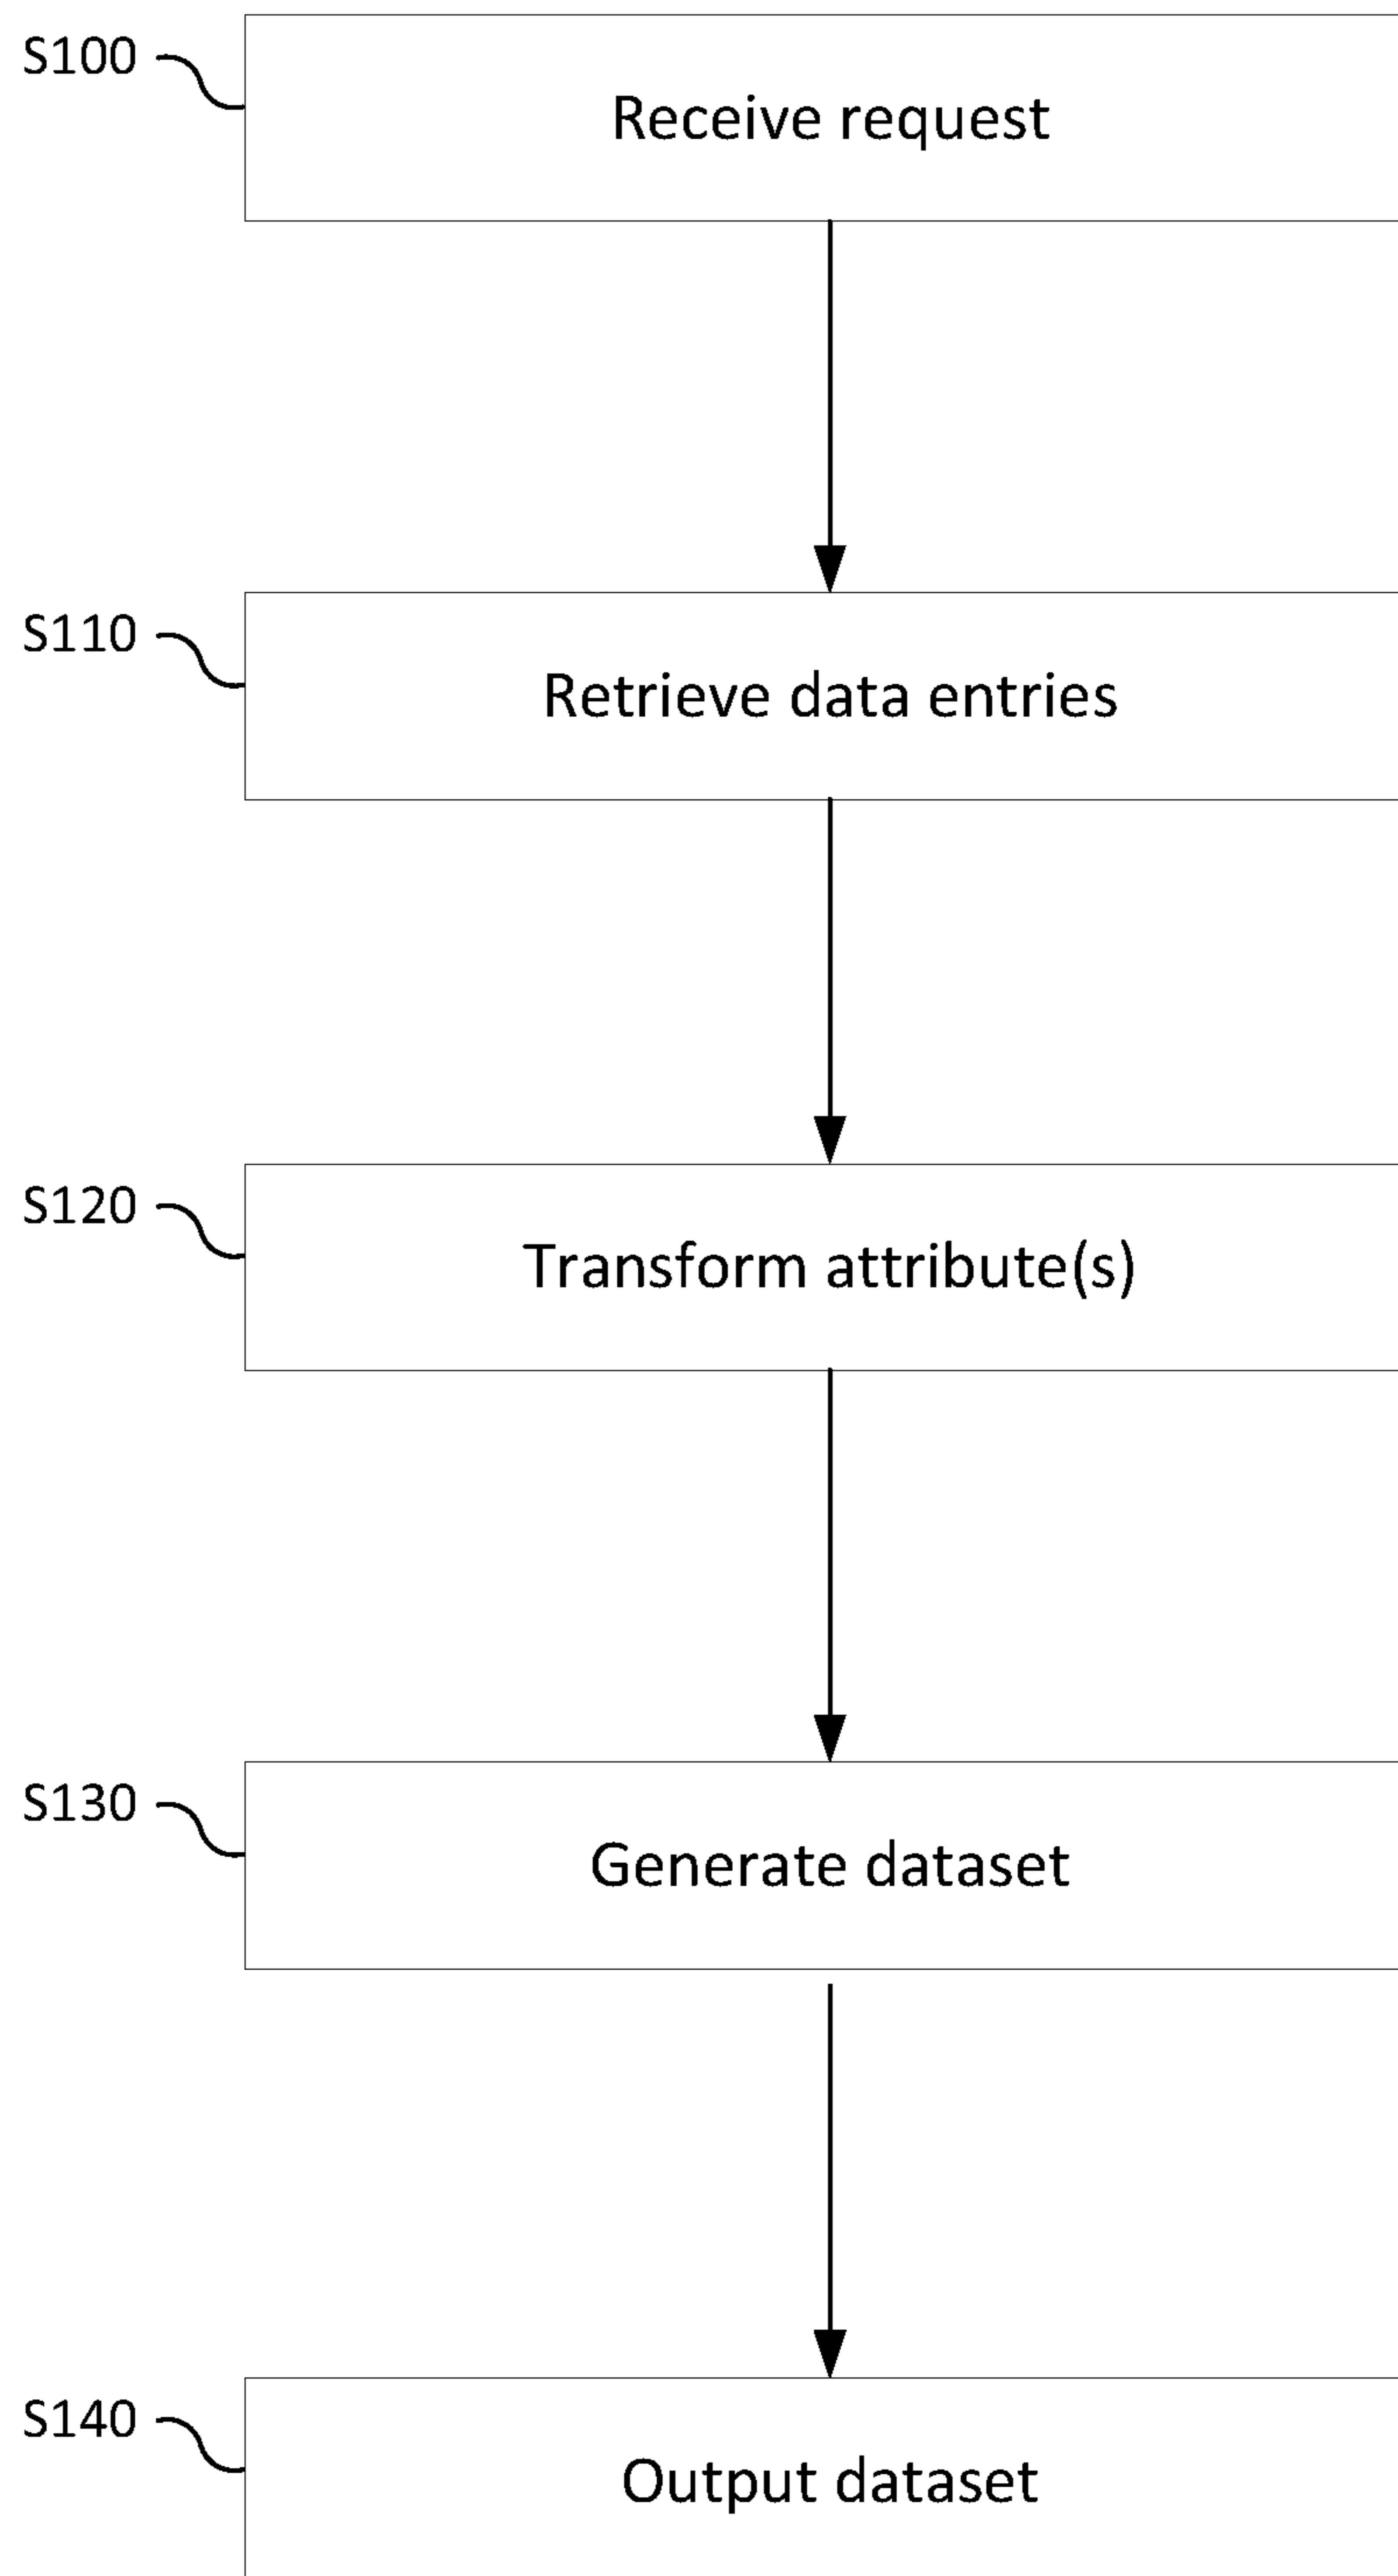 S100
Receive request
S110
Retrieve data entries
S120
Transform attribute(s)
S130
Generate dataset
S140
Output dataset